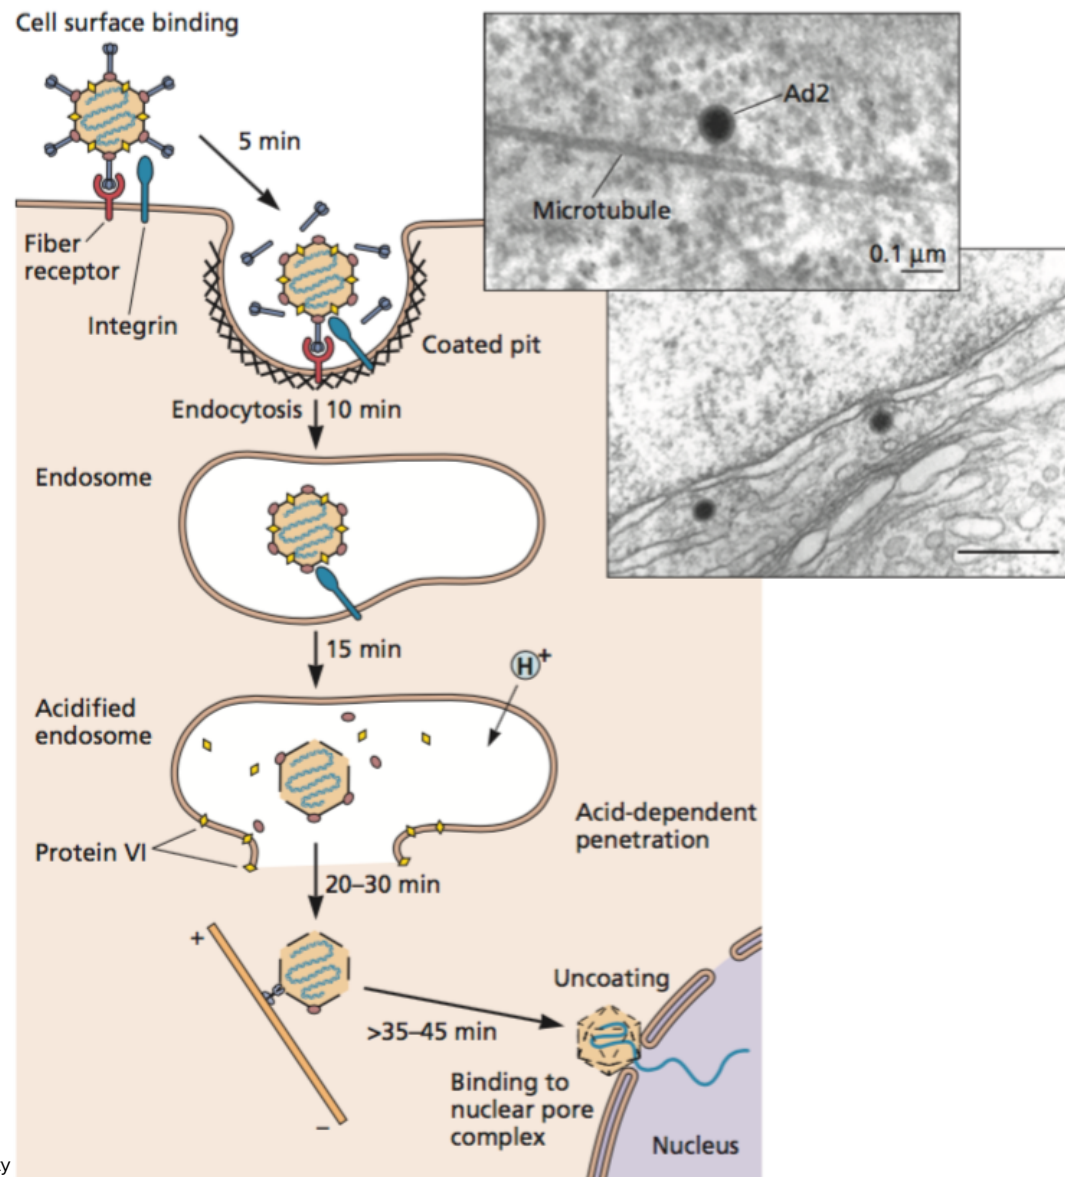 Cell surface binding
5 min
Ad2
Microtubule
0.1 µm
Fiber
receptor
Integrin
Coated pit
Endocytosis
10 min
Endosome
15 min
H+
Acidified
endosome
Acid-dependent
penetration
Protein VI
20–30 min
+
Uncoating
>35–45 min
Binding to
nuclear pore
complex
–
Nucleus
y